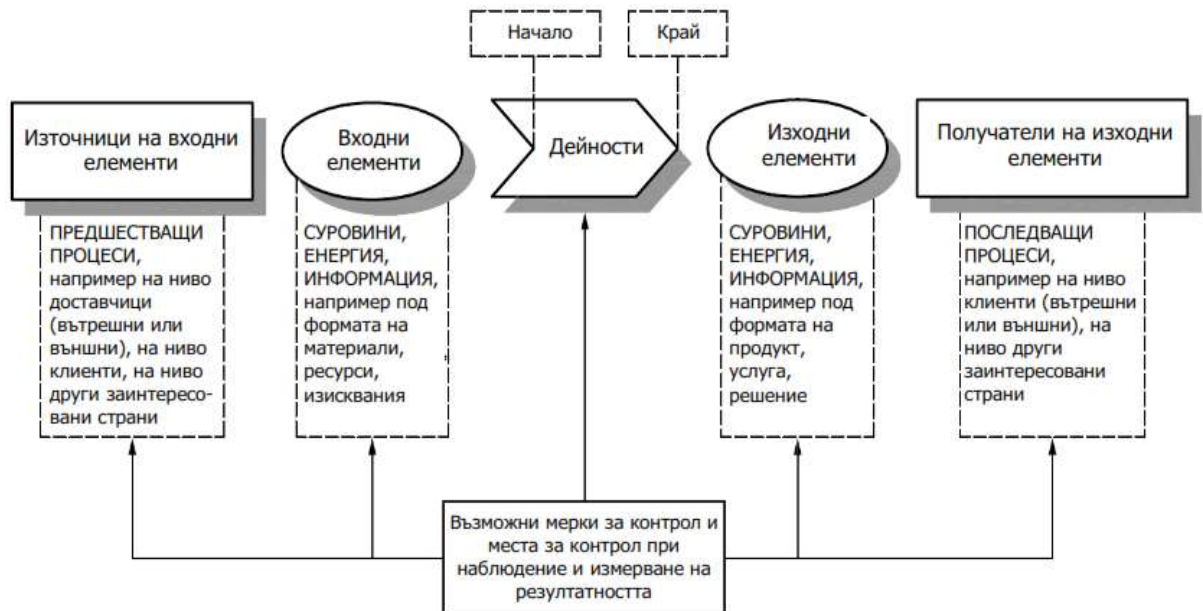 Начало
Край
Източници на входни
елементи
Входни
елементи
Дейности
Изходни
елементи
Получатели на изходни
елементи
ПРЕДШЕСТВАЩИ
ПРОЦЕСИ,
например на ниво
доставчици
(вътрешни или
външни), на ниво
клиенти, на ниво
други заинтересо-
вани страни
СУРОВИНИ,
ЕНЕРГИЯ,
ИНФОРМАЦИЯ,
например под
формата на
материали,
ресурси,
изисквания
СУРОВИНИ,
ЕНЕРГИЯ,
ИНФОРМАЦИЯ,
например под
формата на
продукт,
услуга,
решение
ПОСЛЕДВАЩИ
ПРОЦЕСИ,
например на ниво
клиенти (вътрешни
или външни), на
ниво други
заинтересовани
страни
Възможни мерки за контрол и
места за контрол при
наблюдение и измерване на
резултатността